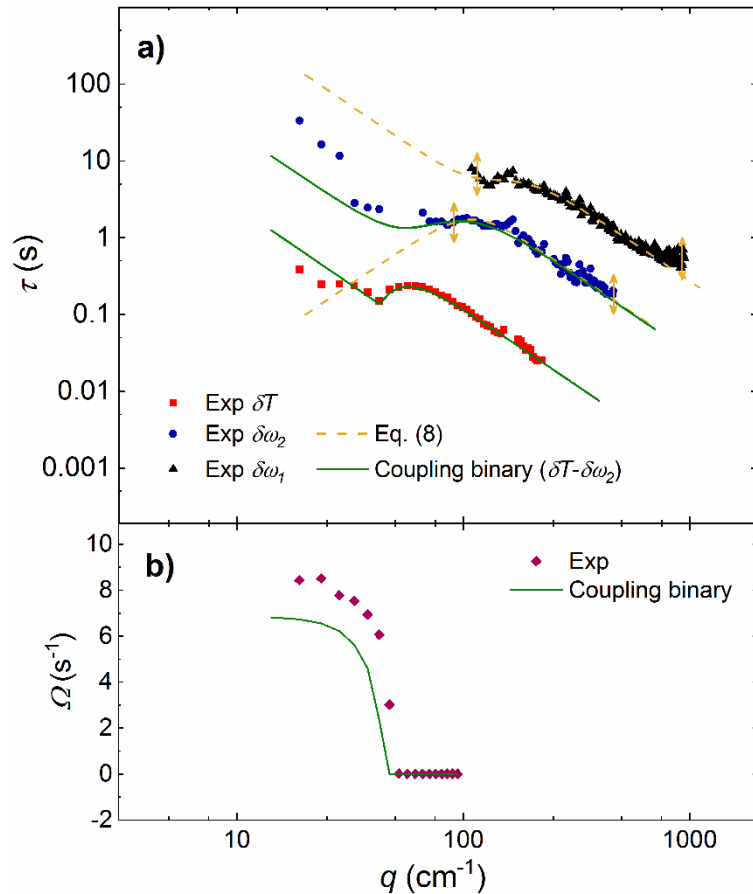 a)
100
10
1
0.1
0.01
0.001
τ (s)
Exp δT
Exp δω₂
Exp δω₁
Eq. (8)
Coupling binary (δT-δω₂)
b)
10
8
6
4
2
0
-2
Ω (s⁻¹)
Exp
Coupling binary
10 100 1000
q (cm⁻¹)